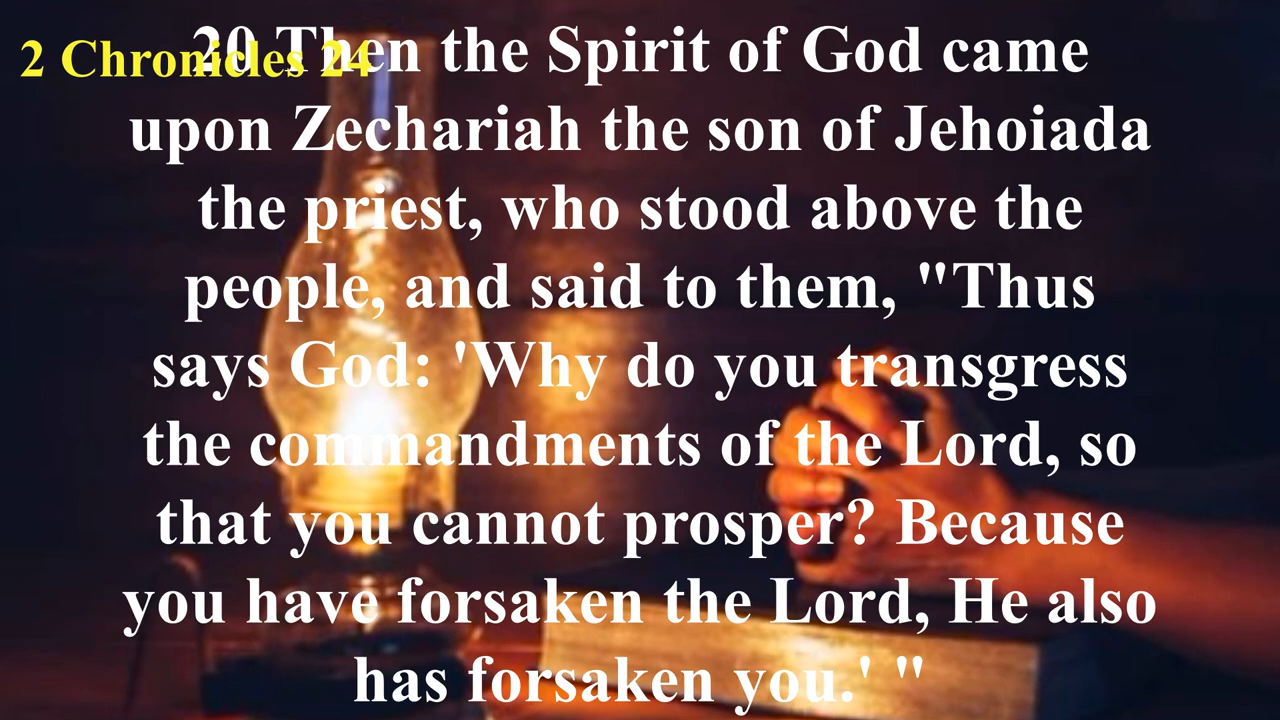 2 Chronicles 24
20 Then the Spirit of God came
upon Zechariah the son of Jehoiada
the priest, who stood above the
people, and said to them, "Thus
says God: 'Why do you transgress
the commandments of the Lord, so
that you cannot prosper? Because
you have forsaken the Lord, He also
has forsaken you.' "